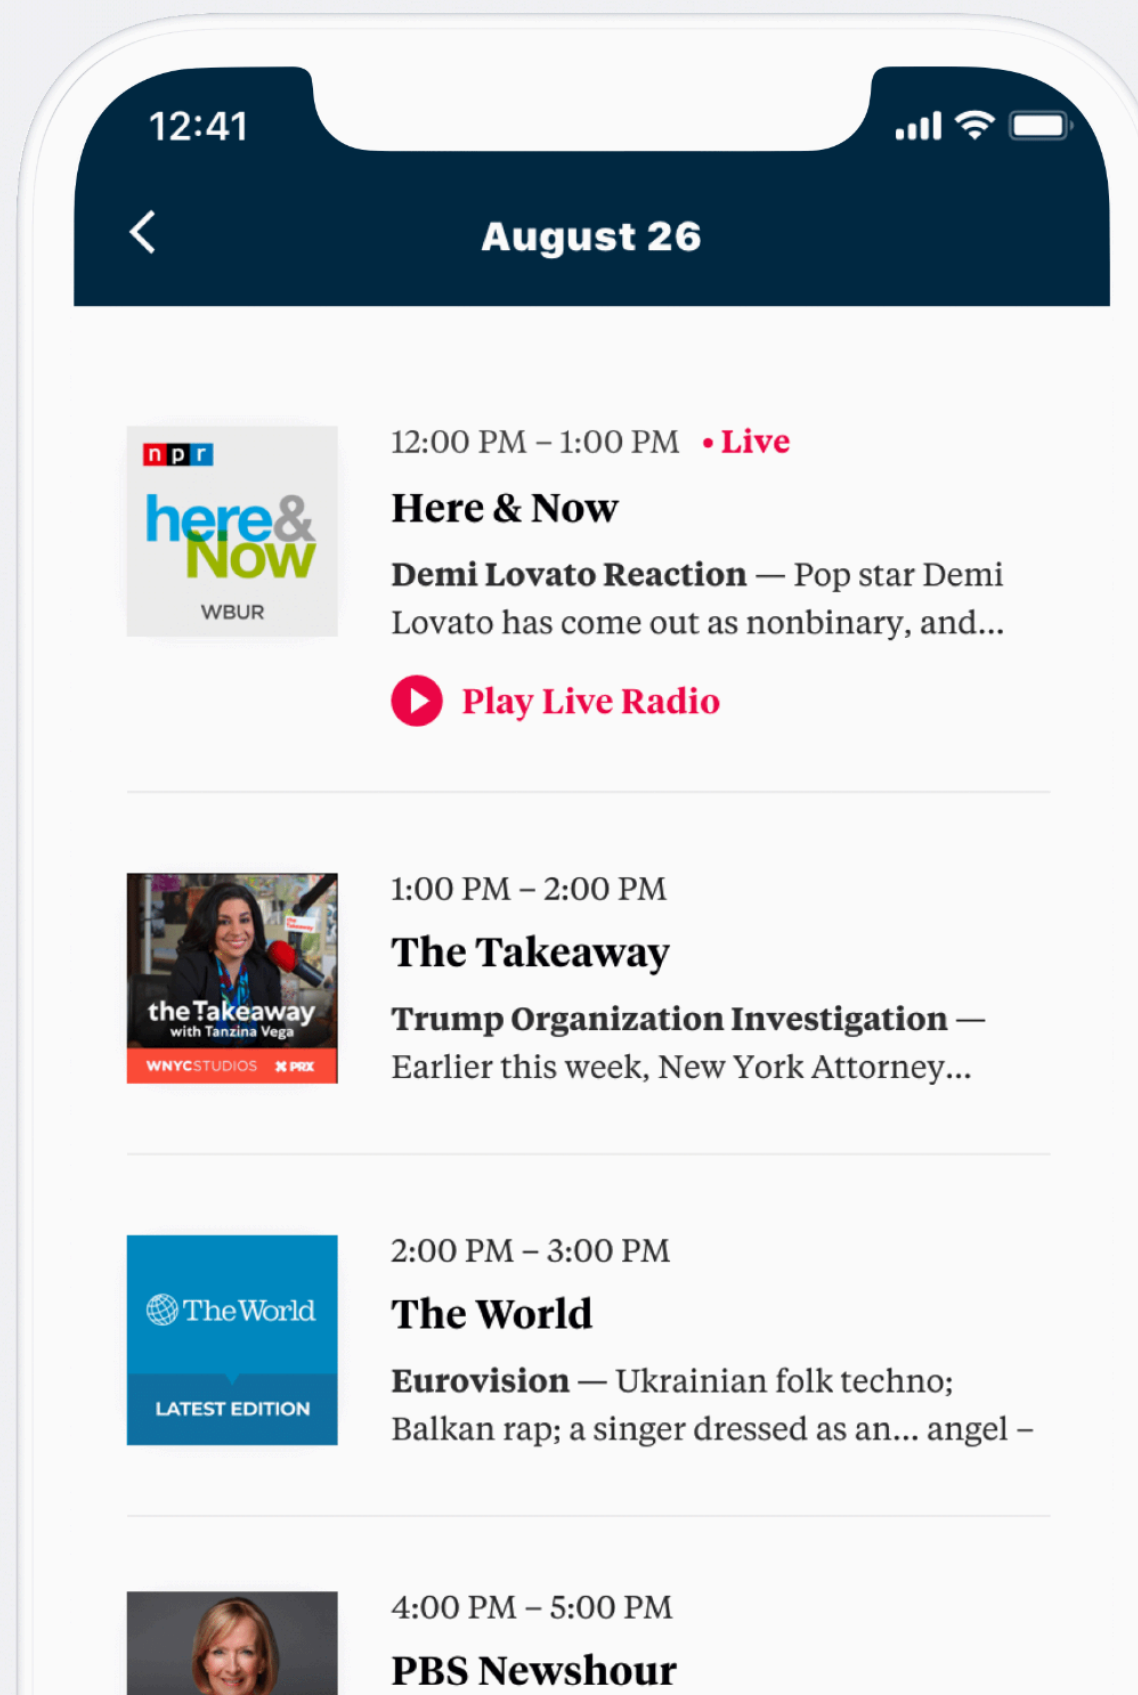 12:41
August 26
npr
here&
Now
WBUR
12:00 PM – 1:00 PM • Live
Here & Now
Demi Lovato Reaction — Pop star Demi
Lovato has come out as nonbinary, and...
Play Live Radio
the Takeaway
the Takeaway
with Tanzina Vega
WNYCSTUDIOS PRX
1:00 PM – 2:00 PM
The Takeaway
Trump Organization Investigation —
Earlier this week, New York Attorney...
The World
LATEST EDITION
2:00 PM – 3:00 PM
The World
Eurovision — Ukrainian folk techno;
Balkan rap; a singer dressed as an... angel –
4:00 PM – 5:00 PM
PBS Newshour